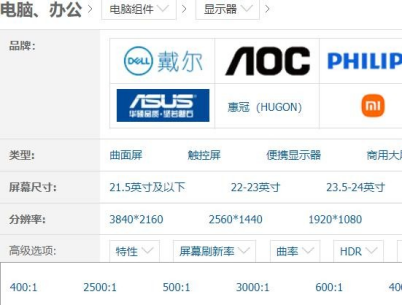 电脑、办公 > 电脑组件 > 显示器 >
品牌: DELL 戴尔 AOC PHILIP
ASUS 华硕品质·坚若磐石 惠冠（HUGON） mi
类型: 曲面屏 触控屏 便携显示器 商用大
屏幕尺寸: 21.5英寸及以下 22-23英寸 23.5-24英寸
分辨率: 3840*2160 2560*1440 1920*1080
高级选项: 特性 屏幕刷新率 曲率 HDR
400:1 2500:1 500:1 3000:1 600:1 40